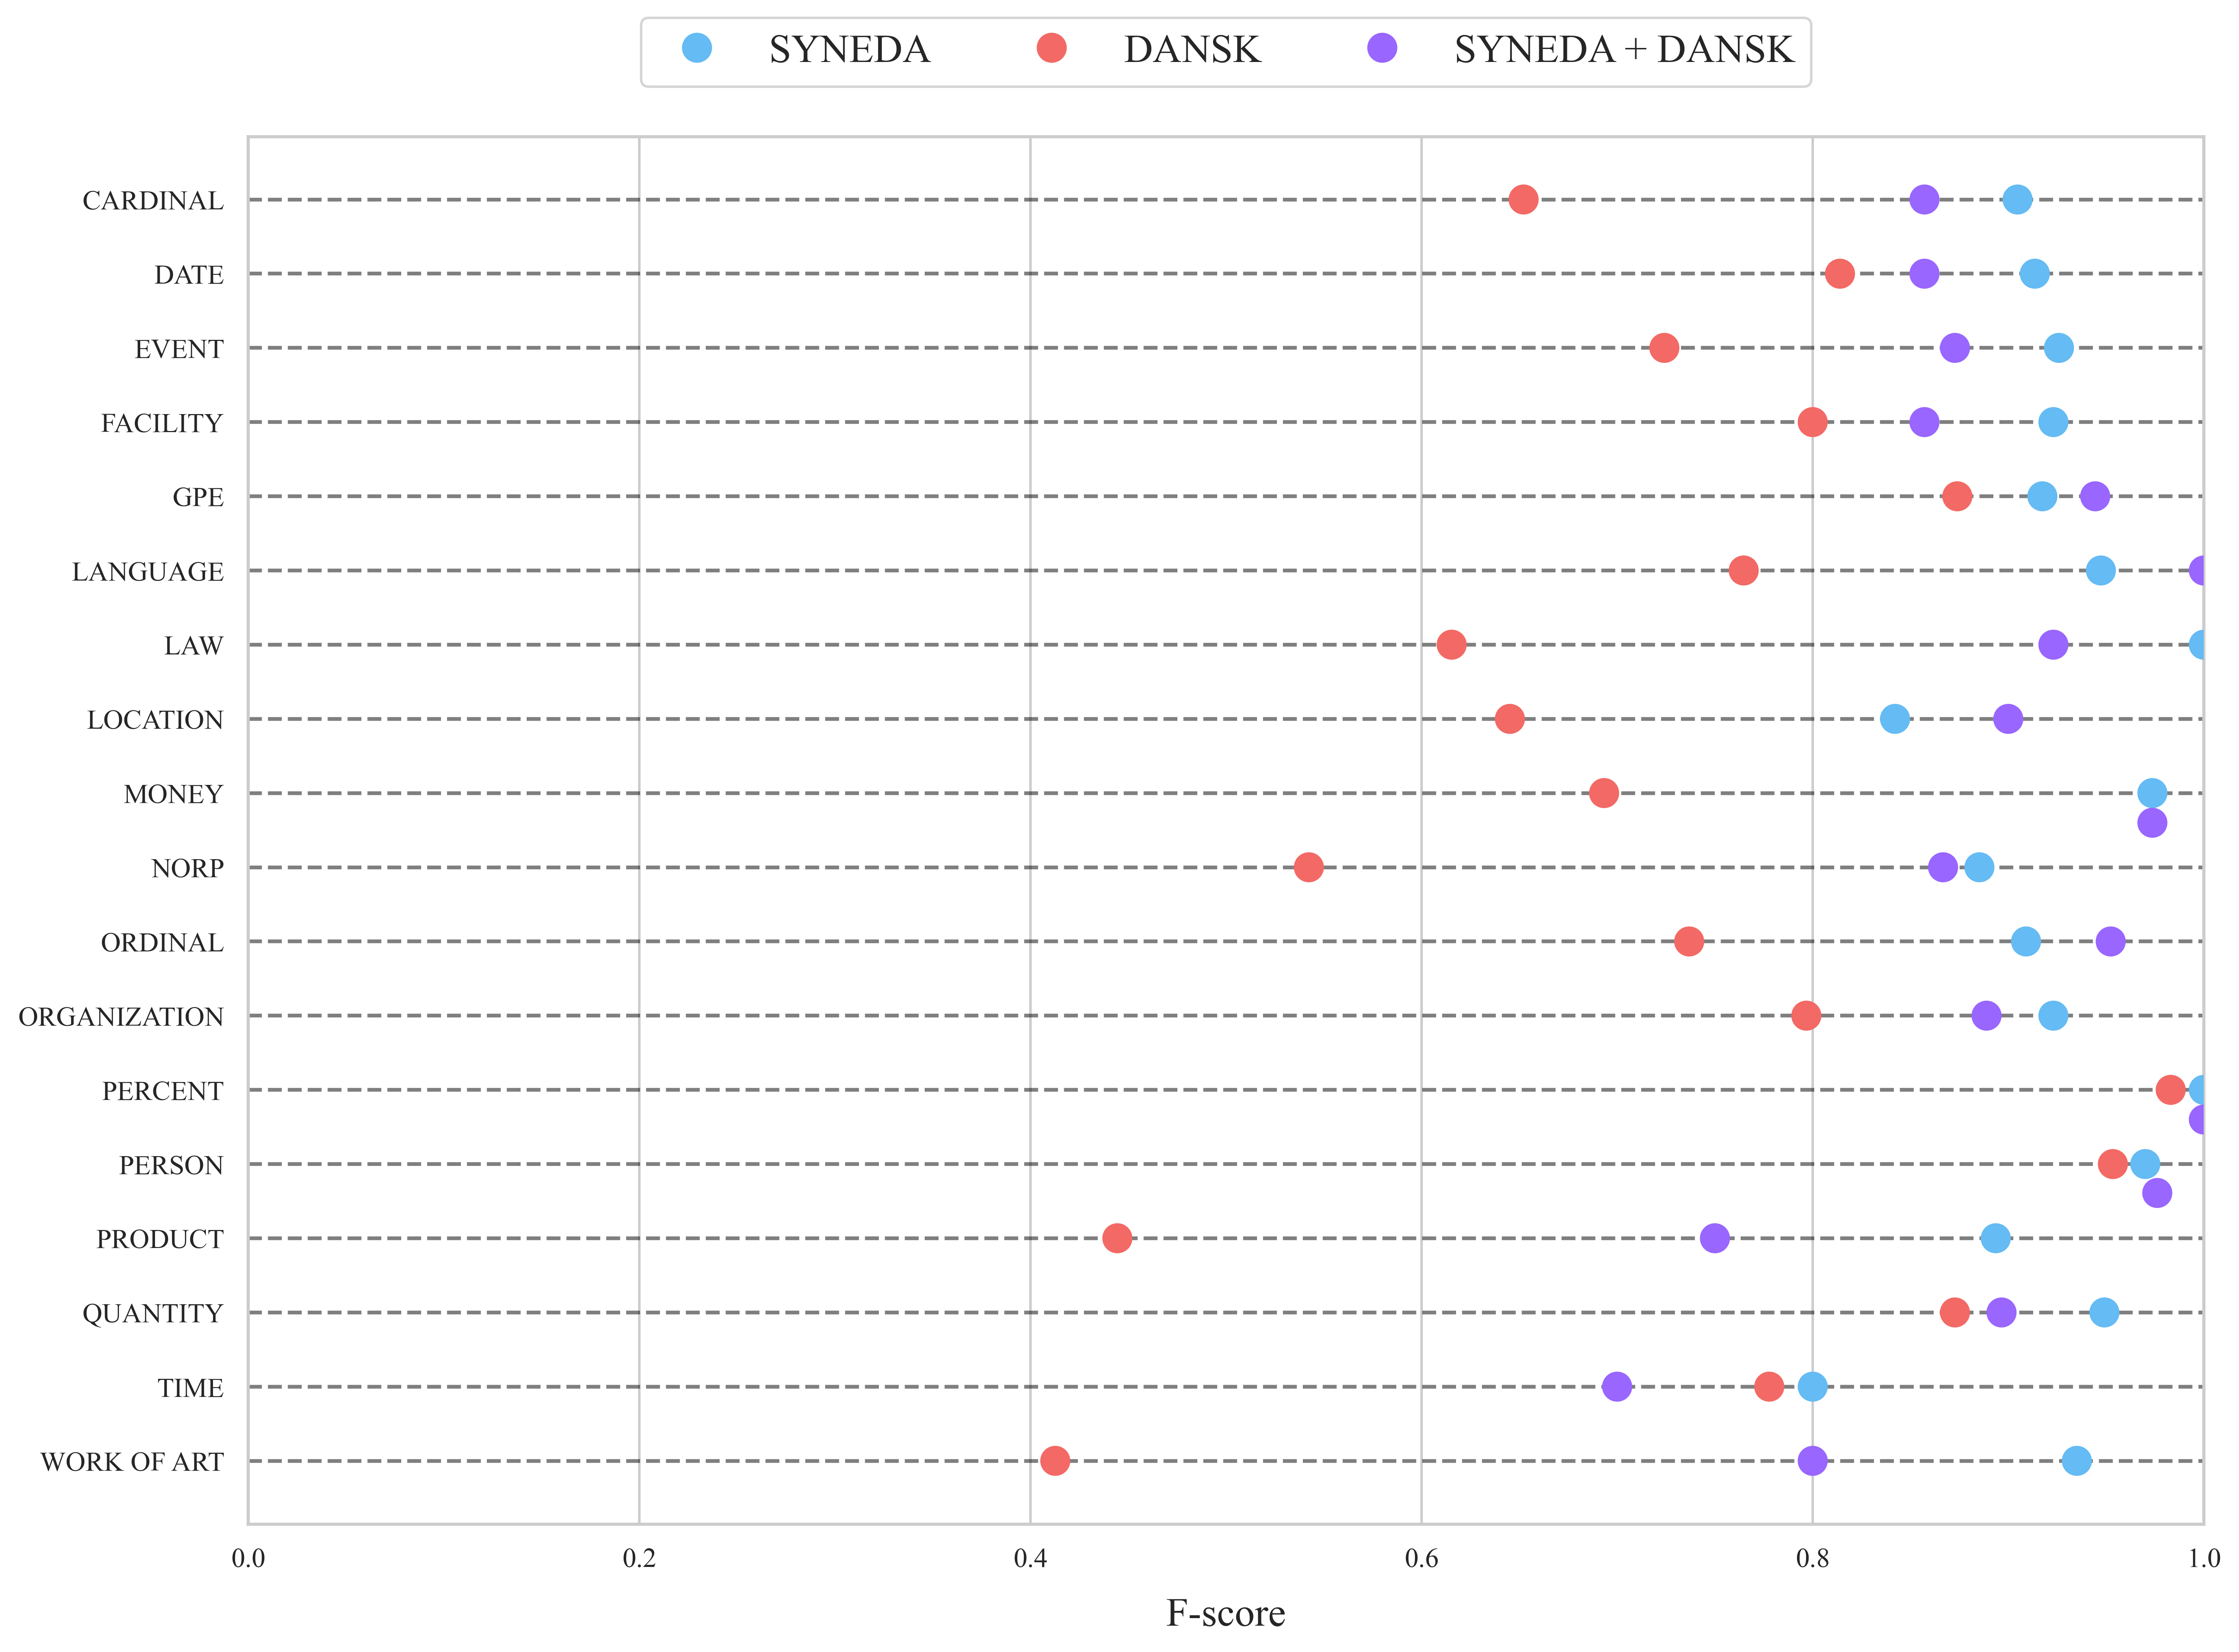 SYNEDA DANSK SYNEDA + DANSK
CARDINAL
DATE
EVENT
FACILITY
GPE
LANGUAGE
LAW
LOCATION
MONEY
NORP
ORDINAL
ORGANIZATION
PERCENT
PERSON
PRODUCT
QUANTITY
TIME
WORK OF ART
0.0 0.2 0.4 0.6 0.8 1.0
F-score